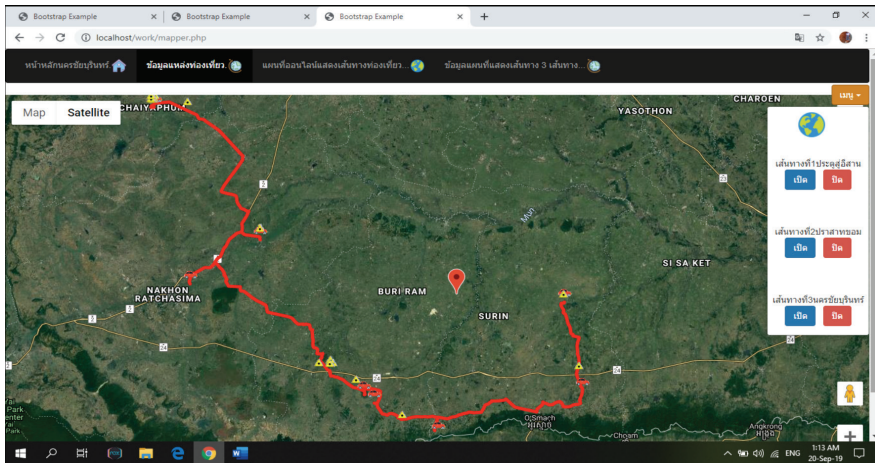 Bootstrap Example
Bootstrap Example
Bootstrap Example
localhost/work/mapper.php
หน้าหลักนครชัยบุรินทร์
ข้อมูลแหล่งท่องเที่ยว.
แผนที่ออนไลน์แสดงเส้นทางท่องเที่ยว...
ข้อมูลแผนที่แสดงเส้นทาง 3 เส้นทาง...
เมนู
Map
Satellite
CHAIYAPHUM
YASOTHON
CHAROEN
เส้นทางที่1ประตูสู่อีสาน
เปิด
ปิด
เส้นทางที่2ปราสาทขอม
เปิด
ปิด
เส้นทางที่3นครชัยบุรินทร์
เปิด
ปิด
Mun
SI SA KET
NAKHON
RATCHASIMA
BURI RAM
SURIN
2
2
24
24
24
24
O'Smach
Choam
Angkrong
Park
Park
ENG
1:13 AM
20-Sep-19